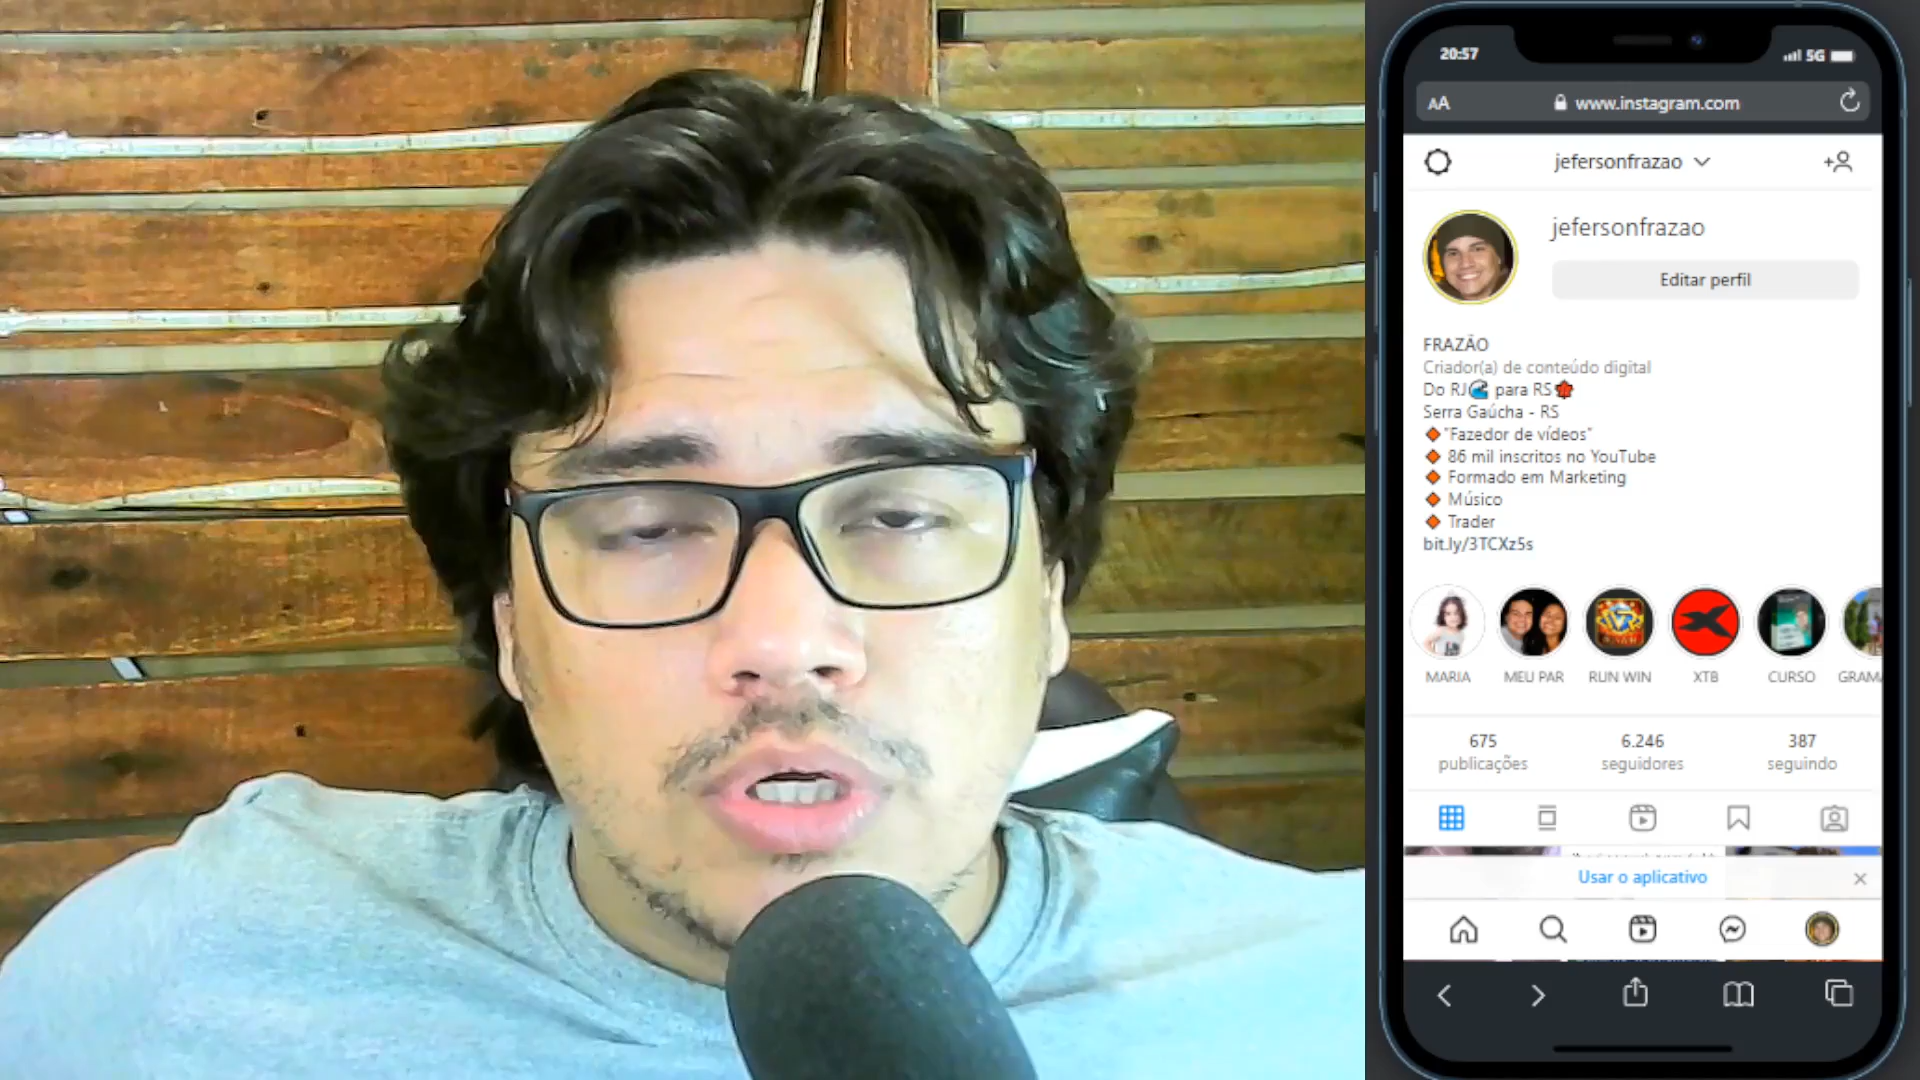 20:57
5G
AA
www.instagram.com
jefersonfrazao
jefersonfrazao
Editar perfil
FRAZÃO
Criador(a) de conteúdo digital
Do RJ🌊 para RS🍁
Serra Gaúcha - RS
🔶"Fazedor de vídeos"
🔶 86 mil inscritos no YouTube
🔶 Formado em Marketing
🔶 Músico
🔶 Trader
bit.ly/3TCXz5s
MARIA MEU PAR RUN WIN XTB CURSO GRAMA
675 6.246 387
publicações seguidores seguindo
Usar o aplicativo